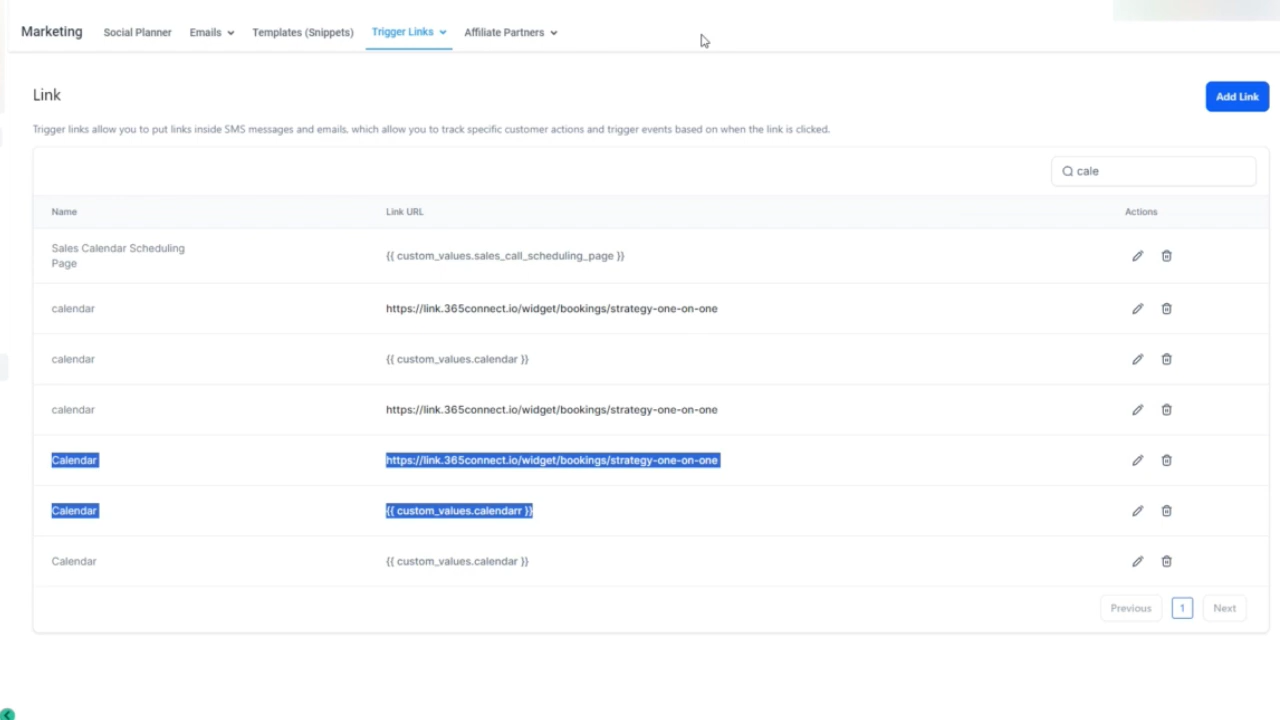 Marketing Social Planner Emails Templates (Snippets) Trigger Links Affiliate Partners
Link
Add Link
Trigger links allow you to put links inside SMS messages and emails, which allow you to track specific customer actions and trigger events based on when the link is clicked.
cale
Name Link URL Actions
Sales Calendar Scheduling
Page
{{ custom_values.sales_call_scheduling_page }}
calendar https://link.365connect.io/widget/bookings/strategy-one-on-one
calendar {{ custom_values.calendar }}
calendar https://link.365connect.io/widget/bookings/strategy-one-on-one
Calendar https://link.365connect.io/widget/bookings/strategy-one-on-one
Calendar {{ custom_values.calendarr }}
Calendar {{ custom_values.calendar }}
Previous 1 Next